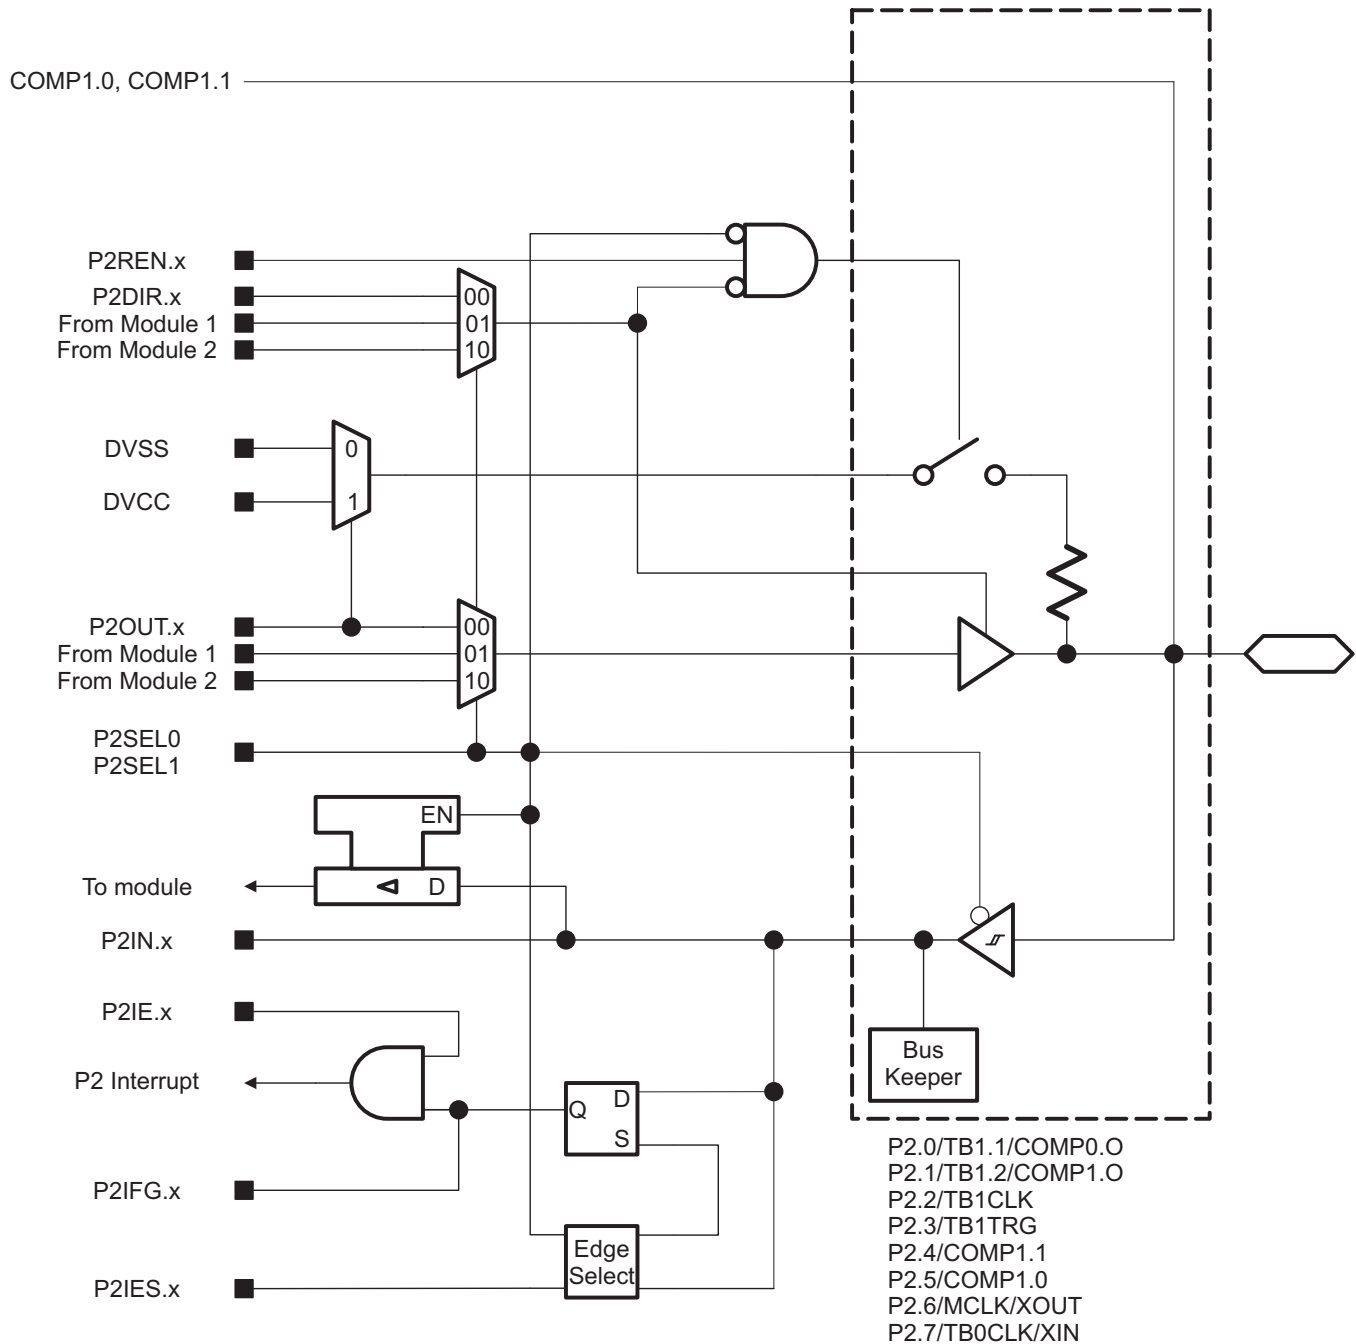 COMP1.0, COMP1.1
P2REN.x
P2DIR.x
00
From Module 1
01
From Module 2
10
DVSS
0
DVCC
1
P2OUT.x
00
From Module 1
01
From Module 2
10
P2SEL0
P2SEL1
EN
To module
D
P2IN.x
P2IE.x
Bus
Keeper
P2 Interrupt
Q
D
S
P2IFG.x
Edge
Select
P2IES.x
P2.0/TB1.1/COMP0.O
P2.1/TB1.2/COMP1.O
P2.2/TB1CLK
P2.3/TB1TRG
P2.4/COMP1.1
P2.5/COMP1.0
P2.6/MCLK/XOUT
P2.7/TB0CLK/XIN